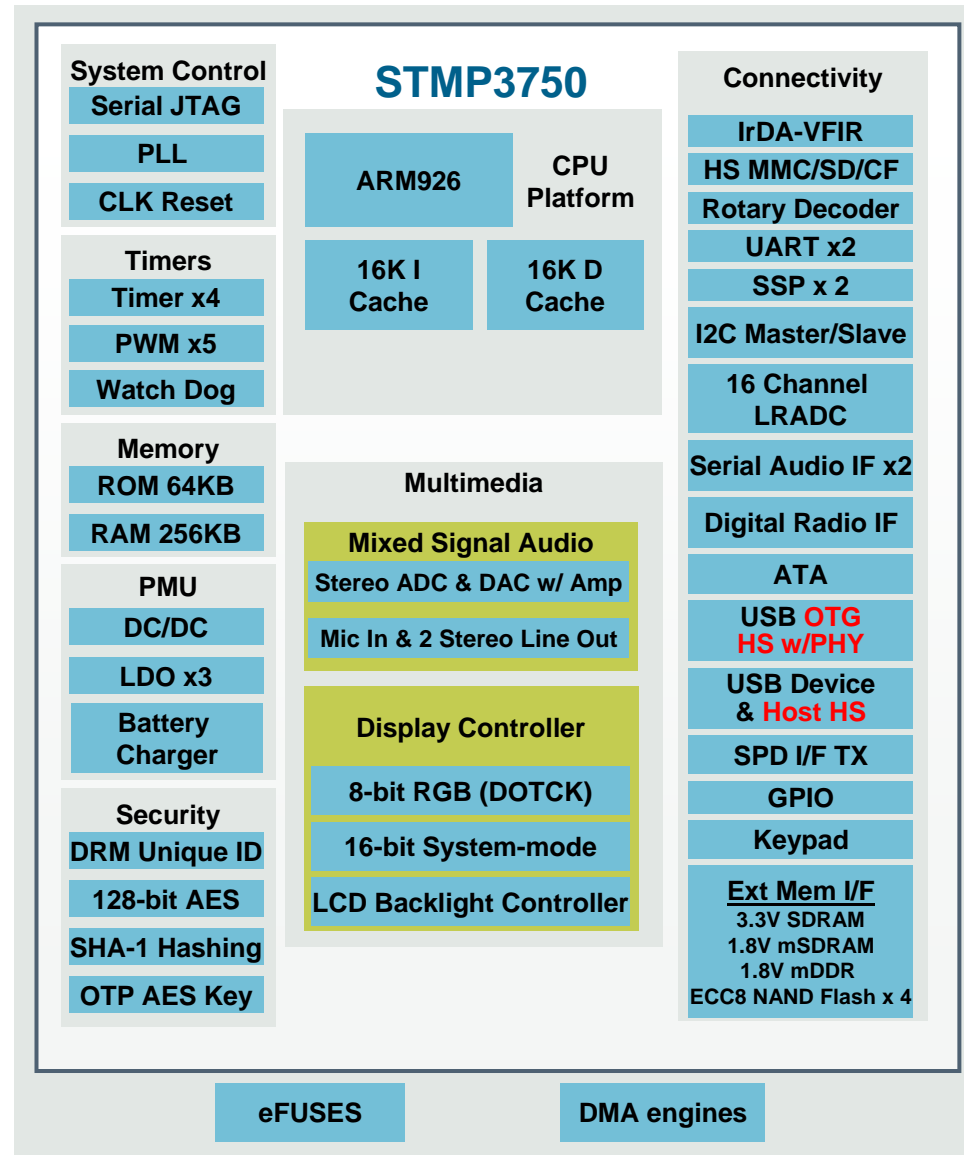 STMP3750
System Control
Serial JTAG
PLL
CLK Reset
Timers
Timer x4
PWM x5
Watch Dog
Memory
ROM 64KB
RAM 256KB
PMU
DC/DC
LDO x3
Battery
Charger
Security
DRM Unique ID
128-bit AES
SHA-1 Hashing
OTP AES Key
ARM926
CPU
Platform
16K I
Cache
16K D
Cache
Multimedia
Mixed Signal Audio
Stereo ADC & DAC w/ Amp
Mic In & 2 Stereo Line Out
Display Controller
8-bit RGB (DOTCK)
16-bit System-mode
LCD Backlight Controller
Connectivity
IrDA-VFIR
HS MMC/SD/CF
Rotary Decoder
UART x2
SSP x 2
I2C Master/Slave
16 Channel
LRADC
Serial Audio IF x2
Digital Radio IF
ATA
USB OTG
HS w/PHY
USB Device
& Host HS
SPD I/F TX
GPIO
Keypad
Ext Mem I/F
3.3V SDRAM
1.8V mSDRAM
1.8V mDDR
ECC8 NAND Flash x 4
eFUSES
DMA engines